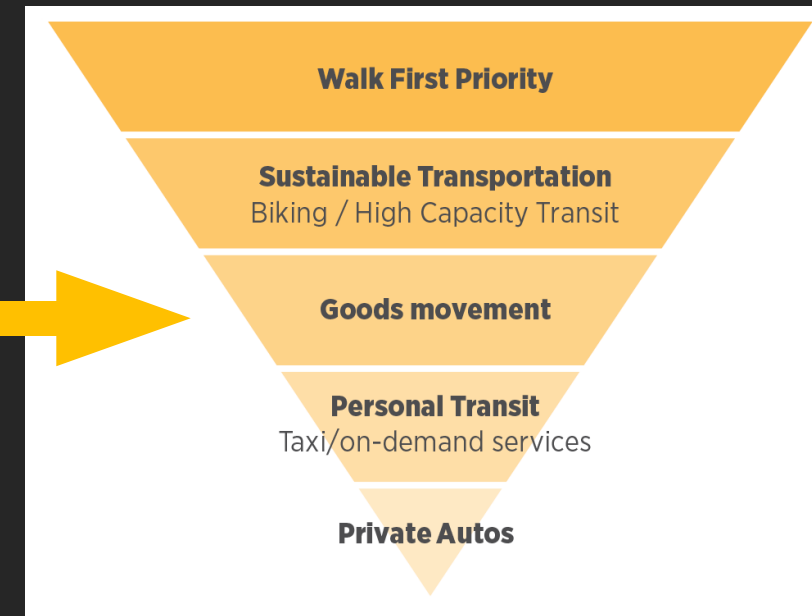 Walk First Priority
Sustainable Transportation
Biking / High Capacity Transit
Goods movement
Personal Transit
Taxi/on-demand services
Private Autos